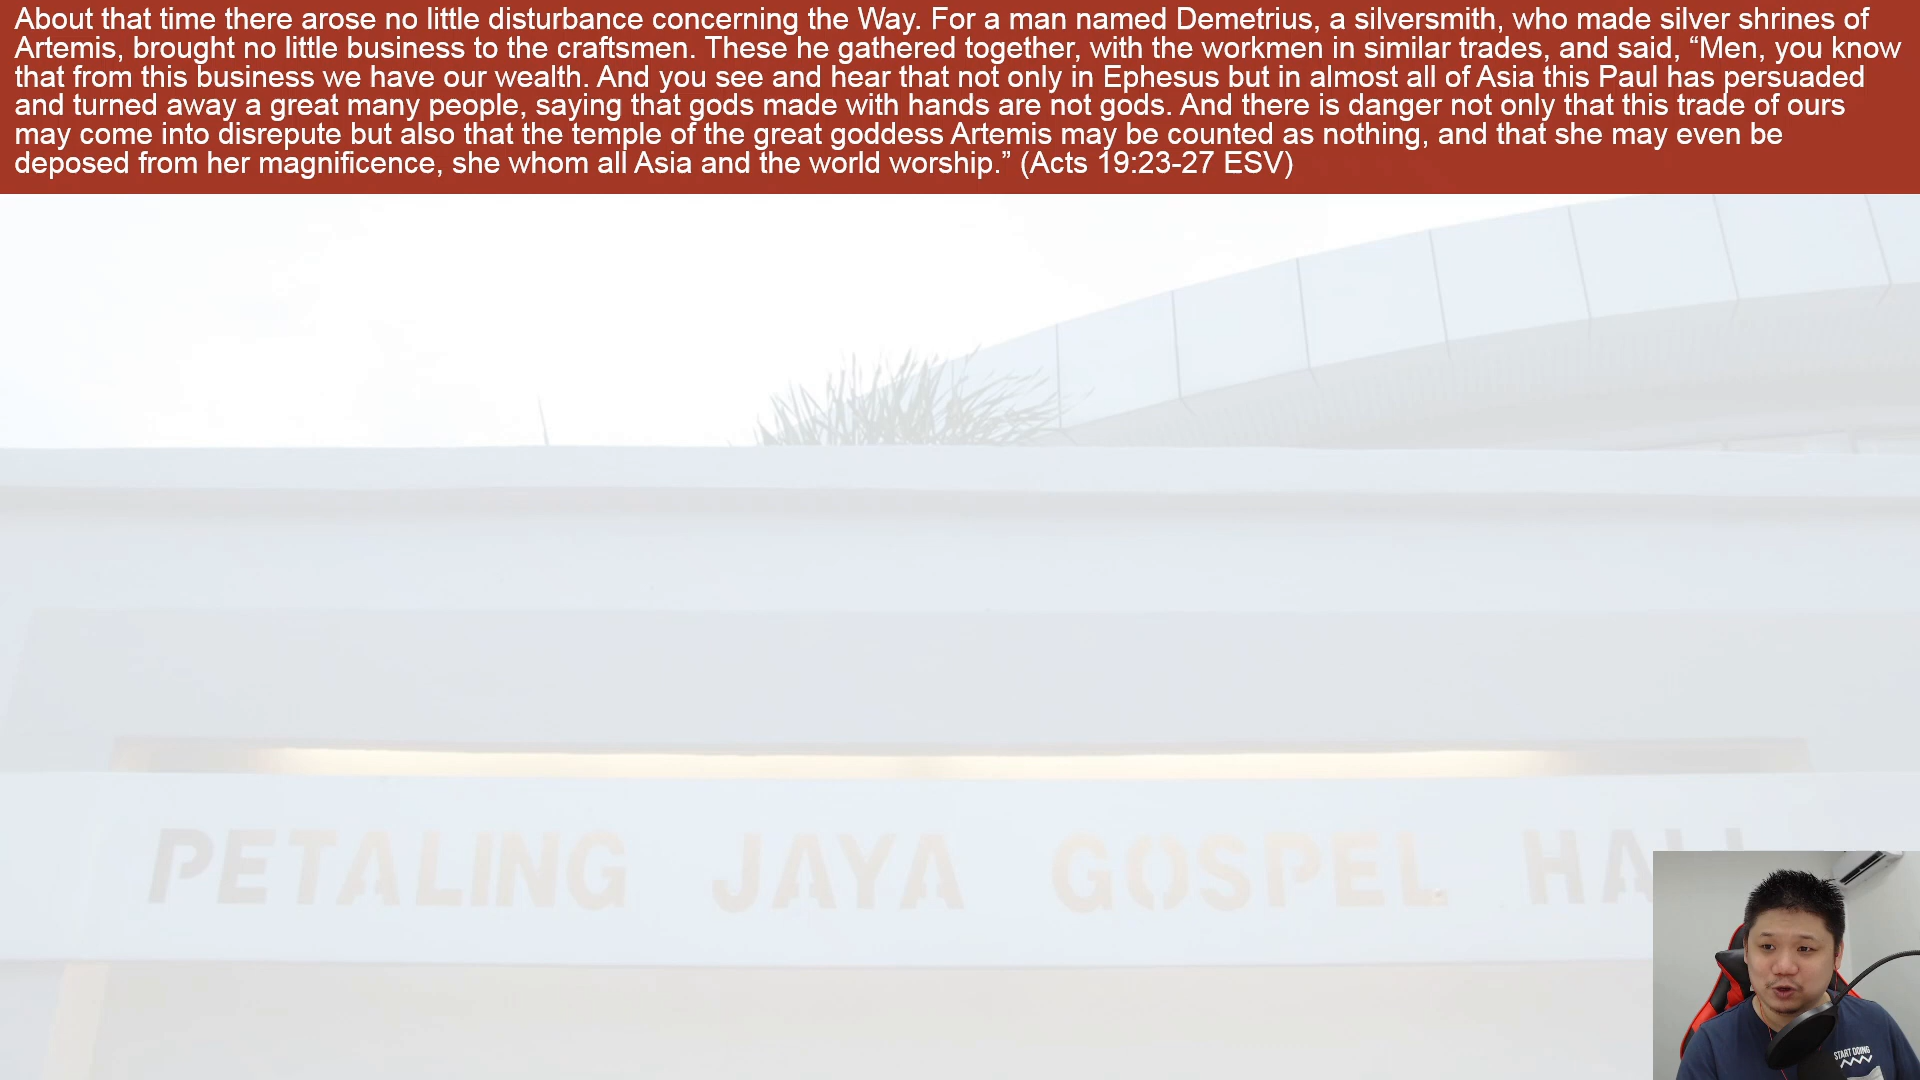 About that time there arose no little disturbance concerning the Way. For a man named Demetrius, a silversmith, who made silver shrines of
Artemis, brought no little business to the craftsmen. These he gathered together, with the workmen in similar trades, and said, “Men, you know
that from this business we have our wealth. And you see and hear that not only in Ephesus but in almost all of Asia this Paul has persuaded
and turned away a great many people, saying that gods made with hands are not gods. And there is danger not only that this trade of ours
may come into disrepute but also that the temple of the great goddess Artemis may be counted as nothing, and that she may even be
deposed from her magnificence, she whom all Asia and the world worship.” (Acts 19:23-27 ESV)
PETALING JAYA GOSPEL HALL
START DOING